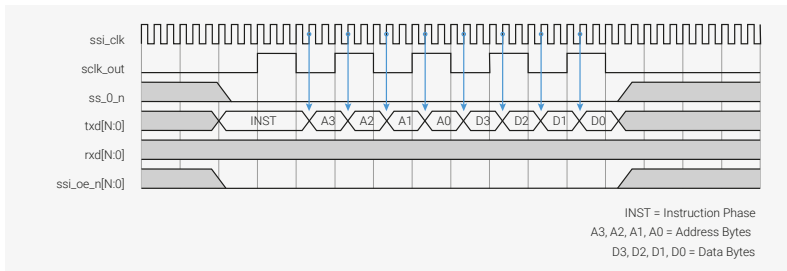 ssi_clk
sclk_out
ss_0_n
txd[N:0]
INST A3 A2 A1 A0 D3 D2 D1 D0
rxd[N:0]
ssi_oe_n[N:0]
INST = Instruction Phase
A3, A2, A1, A0 = Address Bytes
D3, D2, D1, D0 = Data Bytes